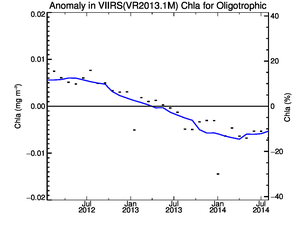 Anomaly in VIIRS(VR2013.1M) Chla for Oligotrophic
0.02
0.01
0.00
-0.01
-0.02
Chla (mg m⁻³)
40
20
0
-20
-40
Chla (%)
Jul
2012
Jan
2013
Jul
2013
Jan
2014
Jul
2014